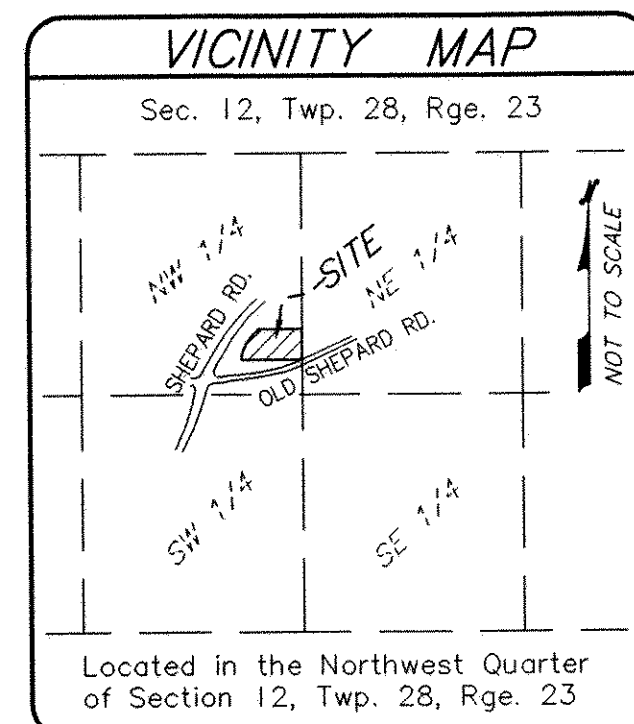 VICINITY MAP
Sec. 12, Twp. 28, Rge. 23
NW 1/4
SITE
NE 1/4
SHEPARD RD.
OLD SHEPARD RD.
NOT TO SCALE
SW 1/4
SE 1/4
Located in the Northwest Quarter
of Section 12, Twp. 28, Rge. 23